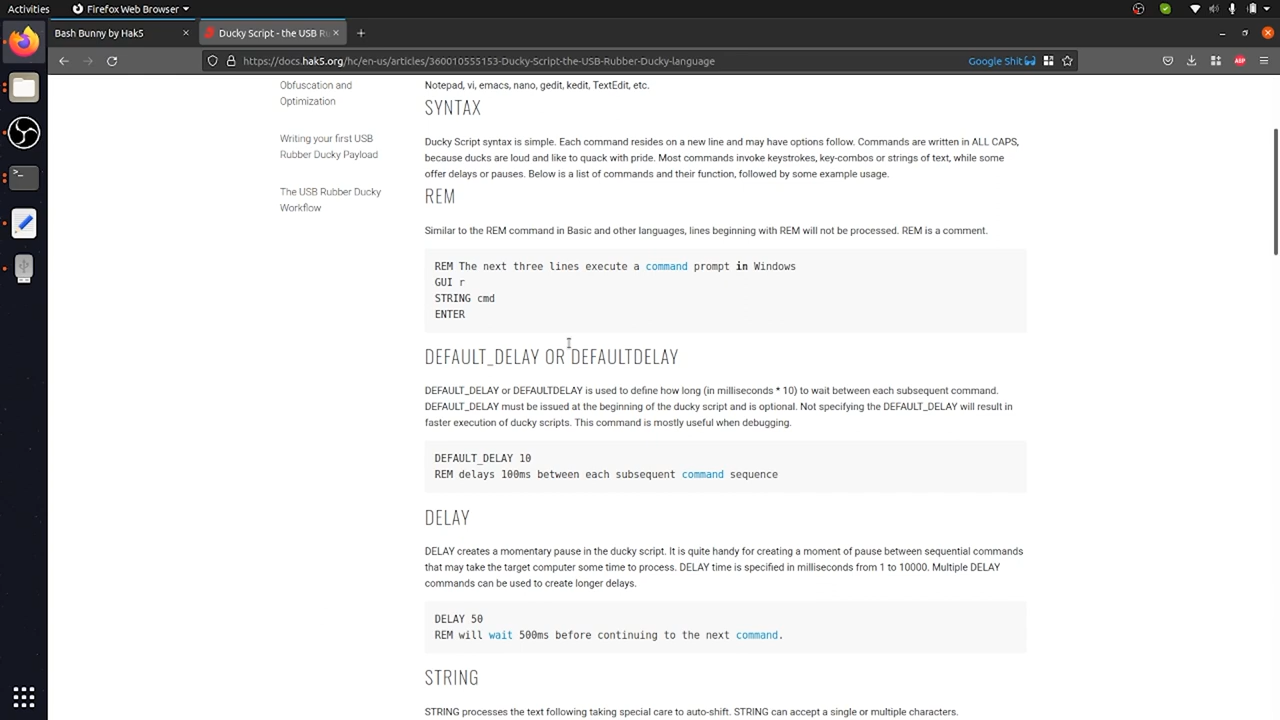 Activities
Firefox Web Browser
Bash Bunny by Hak5
Ducky Script - the USB R
https://docs.hak5.org/hc/en-us/articles/360010555153-Ducky-Script-the-USB-Rubber-Ducky-language
Google Shit
ABP
Obfuscation and
Optimization
Writing your first USB
Rubber Ducky Payload
The USB Rubber Ducky
Workflow
Notepad, vi, emacs, nano, gedit, kedit, TextEdit, etc.
SYNTAX
Ducky Script syntax is simple. Each command resides on a new line and may have options follow. Commands are written in ALL CAPS,
because ducks are loud and like to quack with pride. Most commands invoke keystrokes, key-combos or strings of text, while some
offer delays or pauses. Below is a list of commands and their function, followed by some example usage.
REM
Similar to the REM command in Basic and other languages, lines beginning with REM will not be processed. REM is a comment.
REM The next three lines execute a command prompt in Windows
GUI r
STRING cmd
ENTER
DEFAULT_DELAY OR DEFAULTDELAY
DEFAULT_DELAY or DEFAULTDELAY is used to define how long (in milliseconds * 10) to wait between each subsequent command.
DEFAULT_DELAY must be issued at the beginning of the ducky script and is optional. Not specifying the DEFAULT_DELAY will result in
faster execution of ducky scripts. This command is mostly useful when debugging.
DEFAULT_DELAY 10
REM delays 100ms between each subsequent command sequence
DELAY
DELAY creates a momentary pause in the ducky script. It is quite handy for creating a moment of pause between sequential commands
that may take the target computer some time to process. DELAY time is specified in milliseconds from 1 to 10000. Multiple DELAY
commands can be used to create longer delays.
DELAY 50
REM will wait 500ms before continuing to the next command.
STRING
STRING processes the text following taking special care to auto-shift. STRING can accept a single or multiple characters.